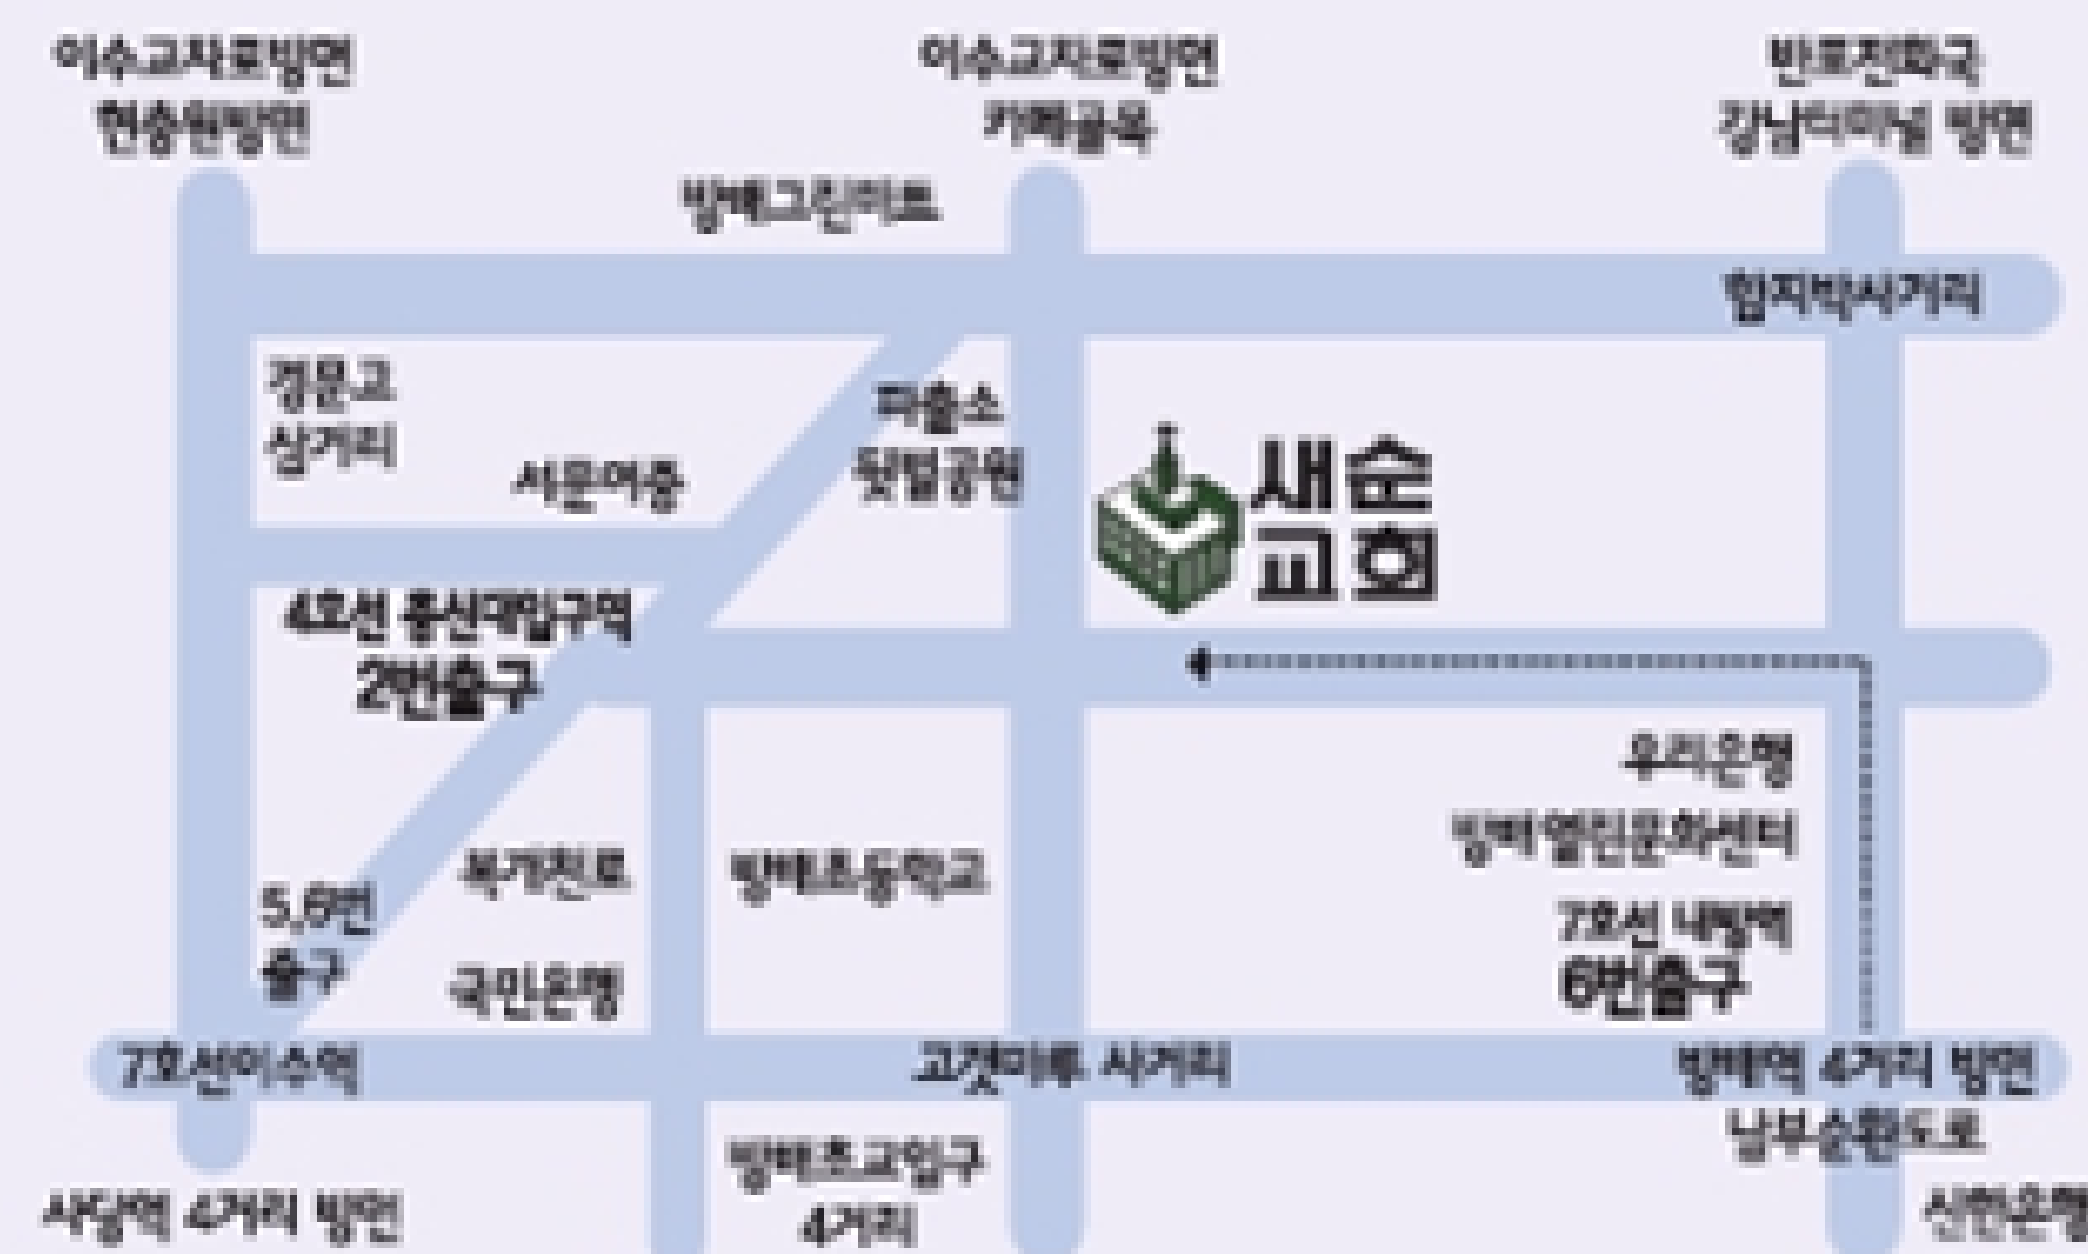 이수교차로방면
현충원방면
이수교차로방면
카페골목
반포전화국
강남터미널 방면
방배그린마트
함지박사거리
경문고
삼거리
서문여중
파출소
뒷벌공원
새순
교회
4호선 총신대입구역
2번출구
우리은행
방배열린문화센터
복개천로
방배초등학교
5,6번
출구
7호선 내방역
6번출구
국민은행
7호선이수역
고갯마루 사거리
방배역 4거리 방면
남부순환도로
방배초교입구
4거리
사당역 4거리 방면
신한은행